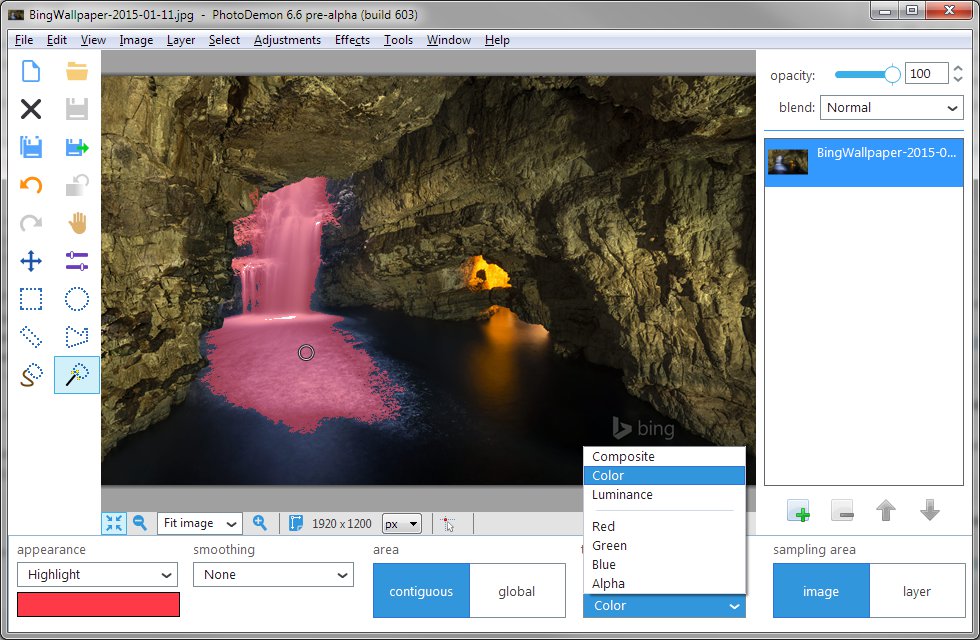 BingWallpaper-2015-01-11.jpg - PhotoDemon 6.6 pre-alpha (build 603)
File Edit View Image Layer Select Adjustments Effects Tools Window Help
opacity: 100
blend: Normal
BingWallpaper-2015-0...
bing
Composite
Color
Luminance
Red
Green
Blue
Alpha
Fit image 1920 x 1200 px
appearance smoothing area sampling area
Highlight None contiguous global Color image layer